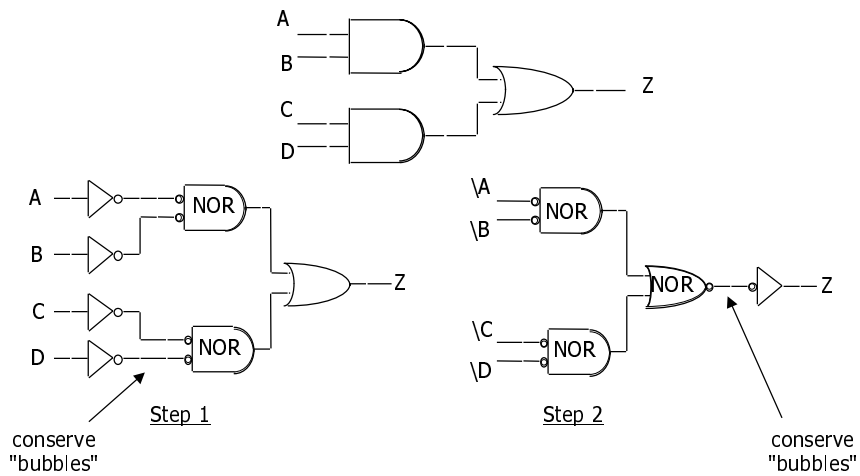 A
B
C
D
Z
A
B
C
D
NOR
NOR
Z
conserve
"bubbles"
Step 1
\A
\B
\C
\D
NOR
NOR
NOR
Z
Step 2
conserve
"bubbles"